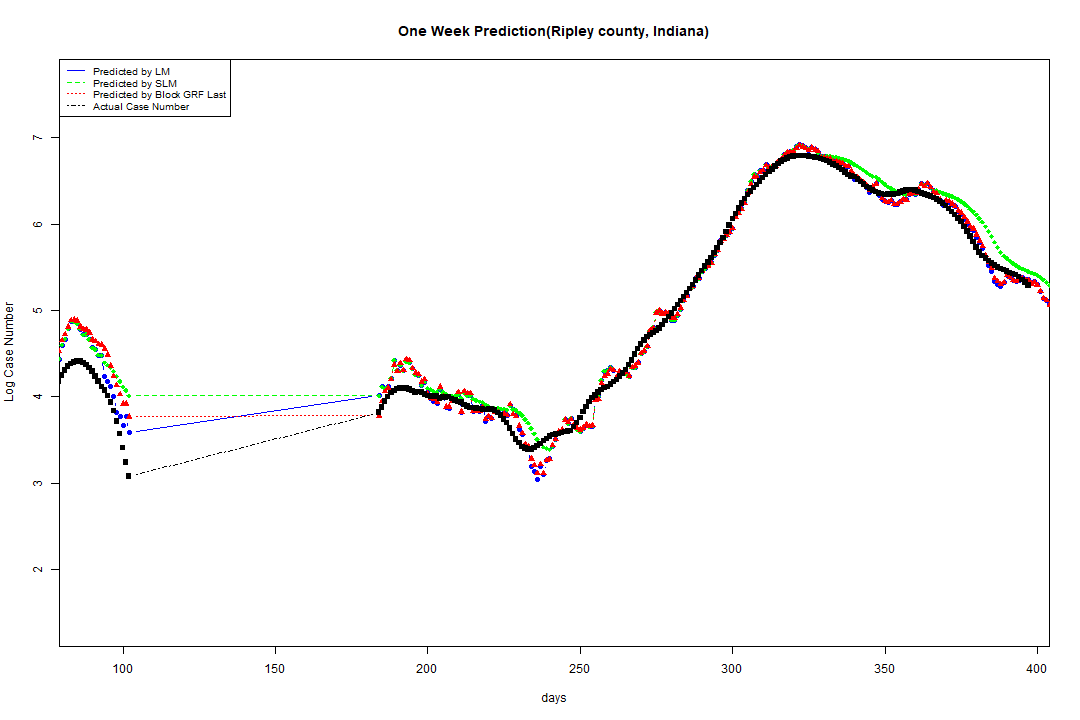 One Week Prediction(Ripley county, Indiana)
Predicted by LM
Predicted by SLM
Predicted by Block GRF Last
Actual Case Number
7
6
5
4
3
2
Log Case Number
100 150 200 250 300 350 400
days